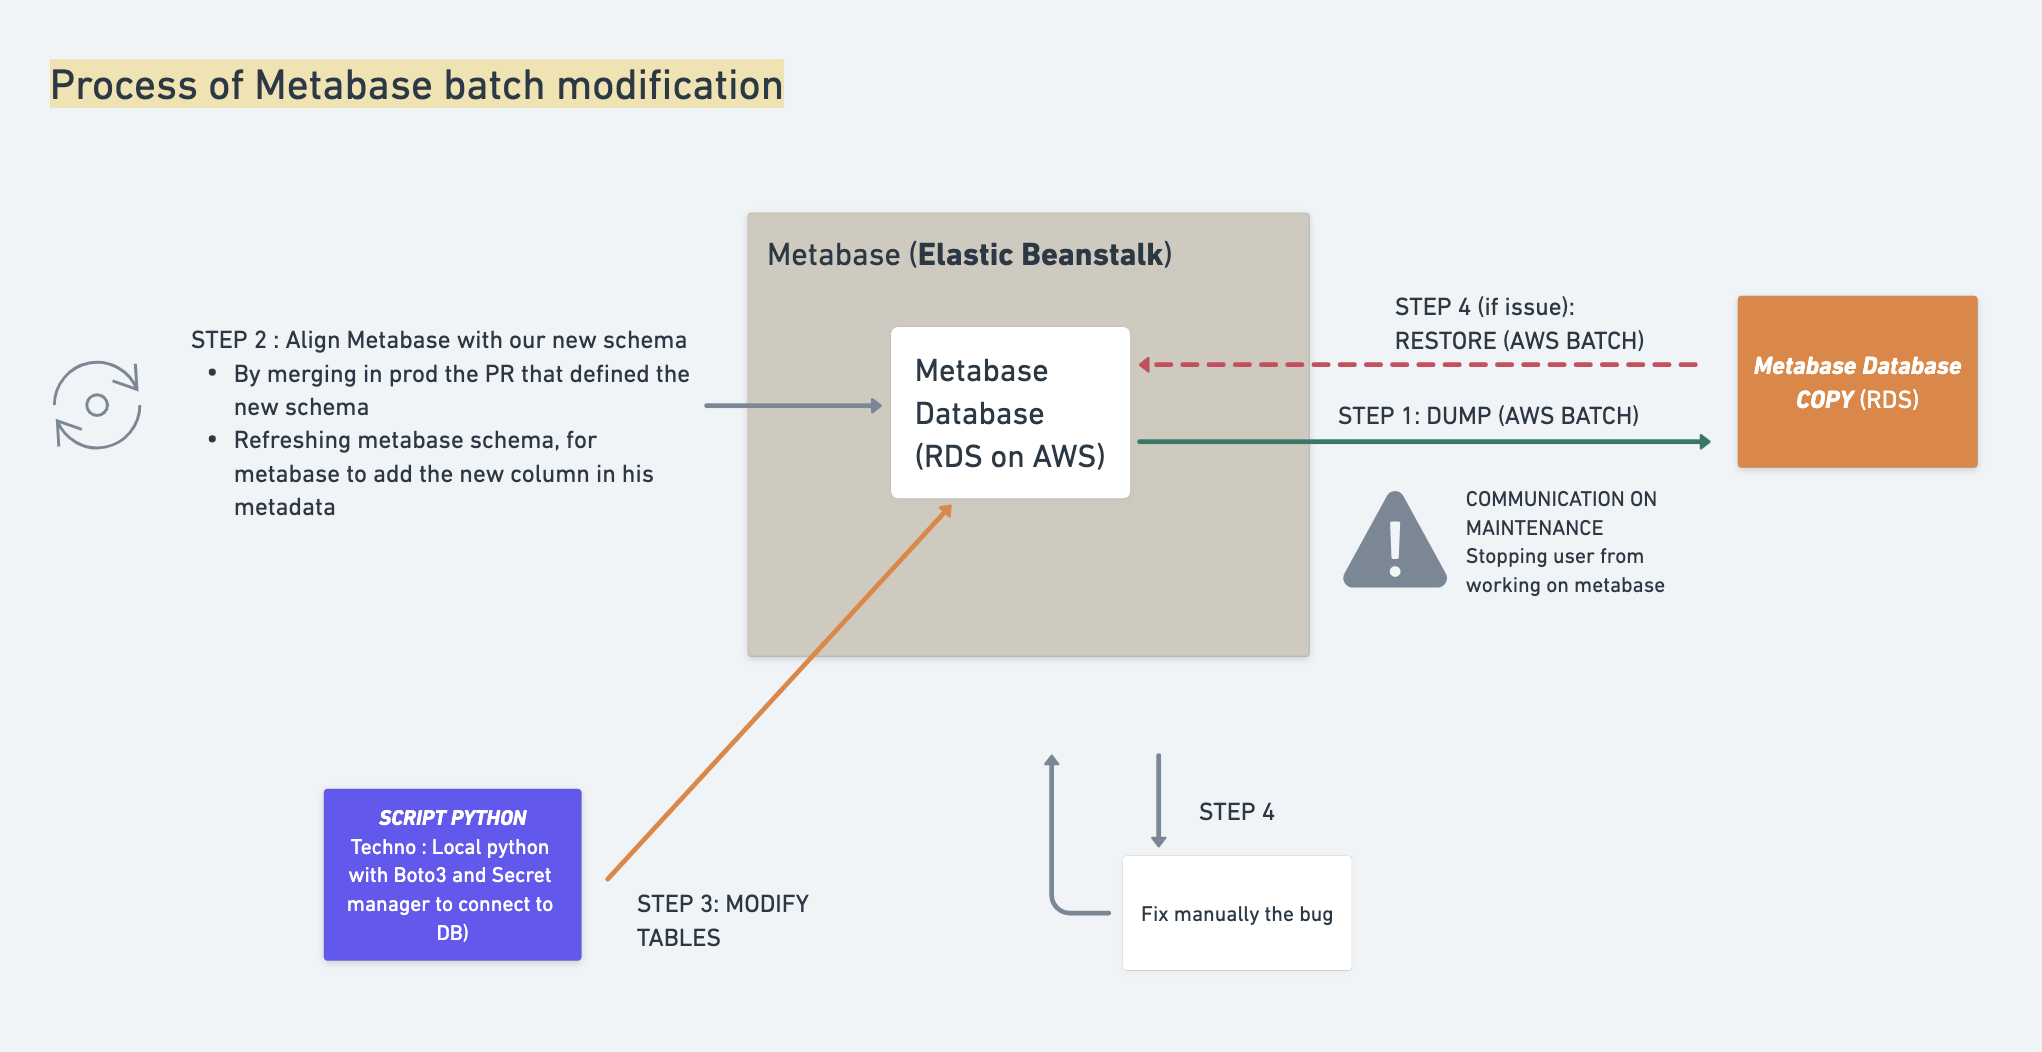 Process of Metabase batch modification
Metabase (Elastic Beanstalk)
STEP 2 : Align Metabase with our new schema
• By merging in prod the PR that defined the
new schema
• Refreshing metabase schema, for
metabase to add the new column in his
metadata
Metabase
Database
(RDS on AWS)
STEP 4 (if issue):
RESTORE (AWS BATCH)
STEP 1: DUMP (AWS BATCH)
Metabase Database
COPY (RDS)
COMMUNICATION ON
MAINTENANCE
Stopping user from
working on metabase
SCRIPT PYTHON
Techno : Local python
with Boto3 and Secret
manager to connect to
DB)
STEP 3: MODIFY
TABLES
STEP 4
Fix manually the bug